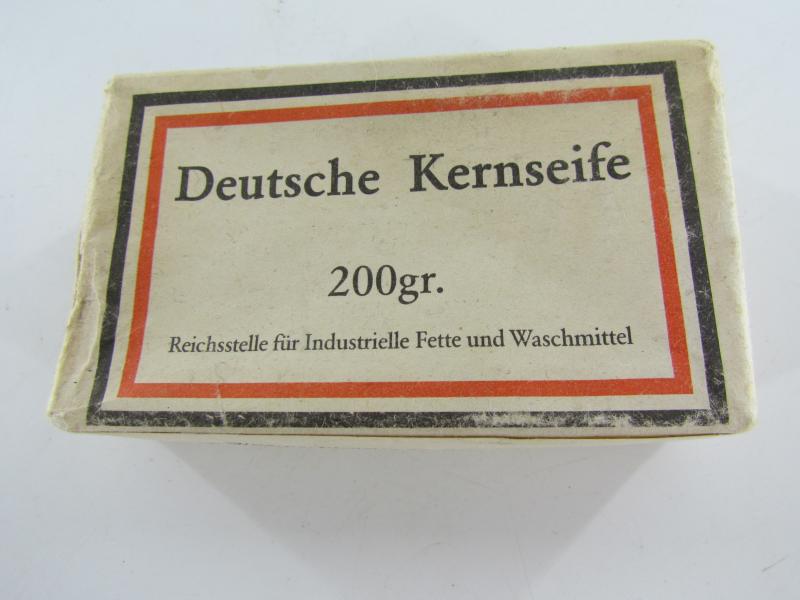 Deutsche Kernseife
200gr.
Reichsstelle für Industrielle Fette und Waschmittel